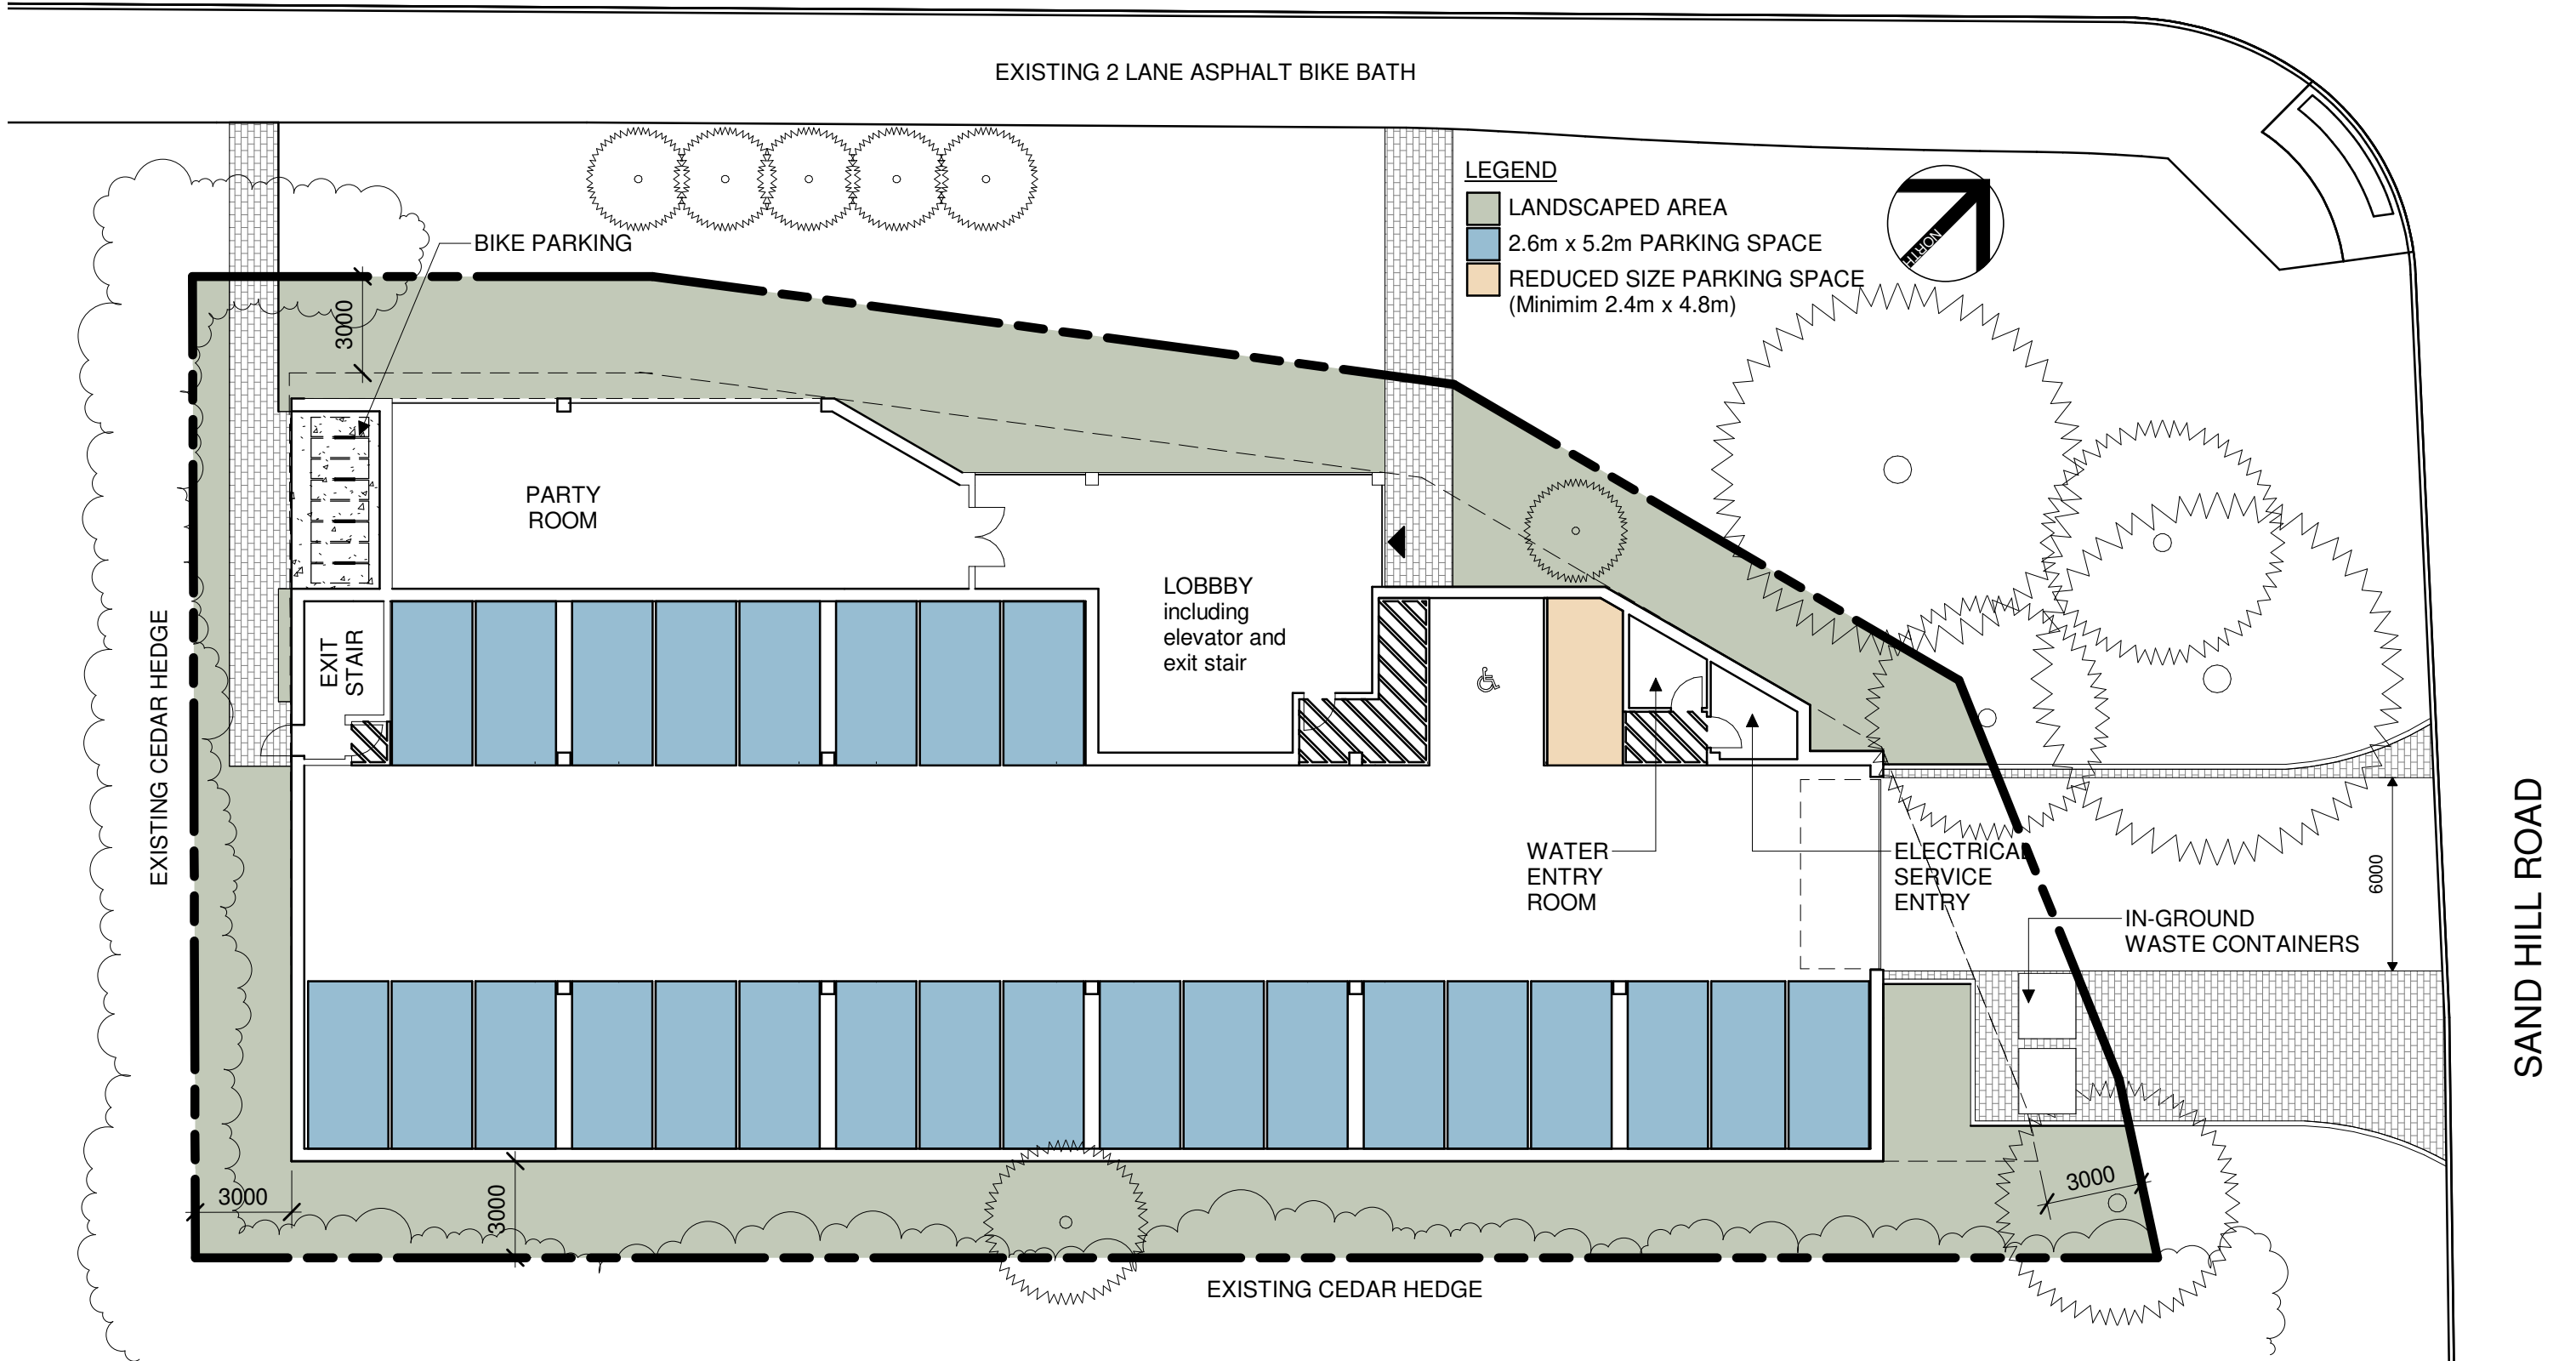 EXISTING 2 LANE ASPHALT BIKE BATH
LEGEND
LANDSCAPED AREA
2.6m x 5.2m PARKING SPACE
REDUCED SIZE PARKING SPACE
(Minimim 2.4m x 4.8m)
NORTH
BIKE PARKING
3000
PARTY
ROOM
LOBBBY
including
elevator and
exit stair
EXIT
STAIR
EXISTING CEDAR HEDGE
WATER
ENTRY
ROOM
ELECTRICAL
SERVICE
ENTRY
6000
IN-GROUND
WASTE CONTAINERS
SAND HILL ROAD
3000
3000
3000
EXISTING CEDAR HEDGE